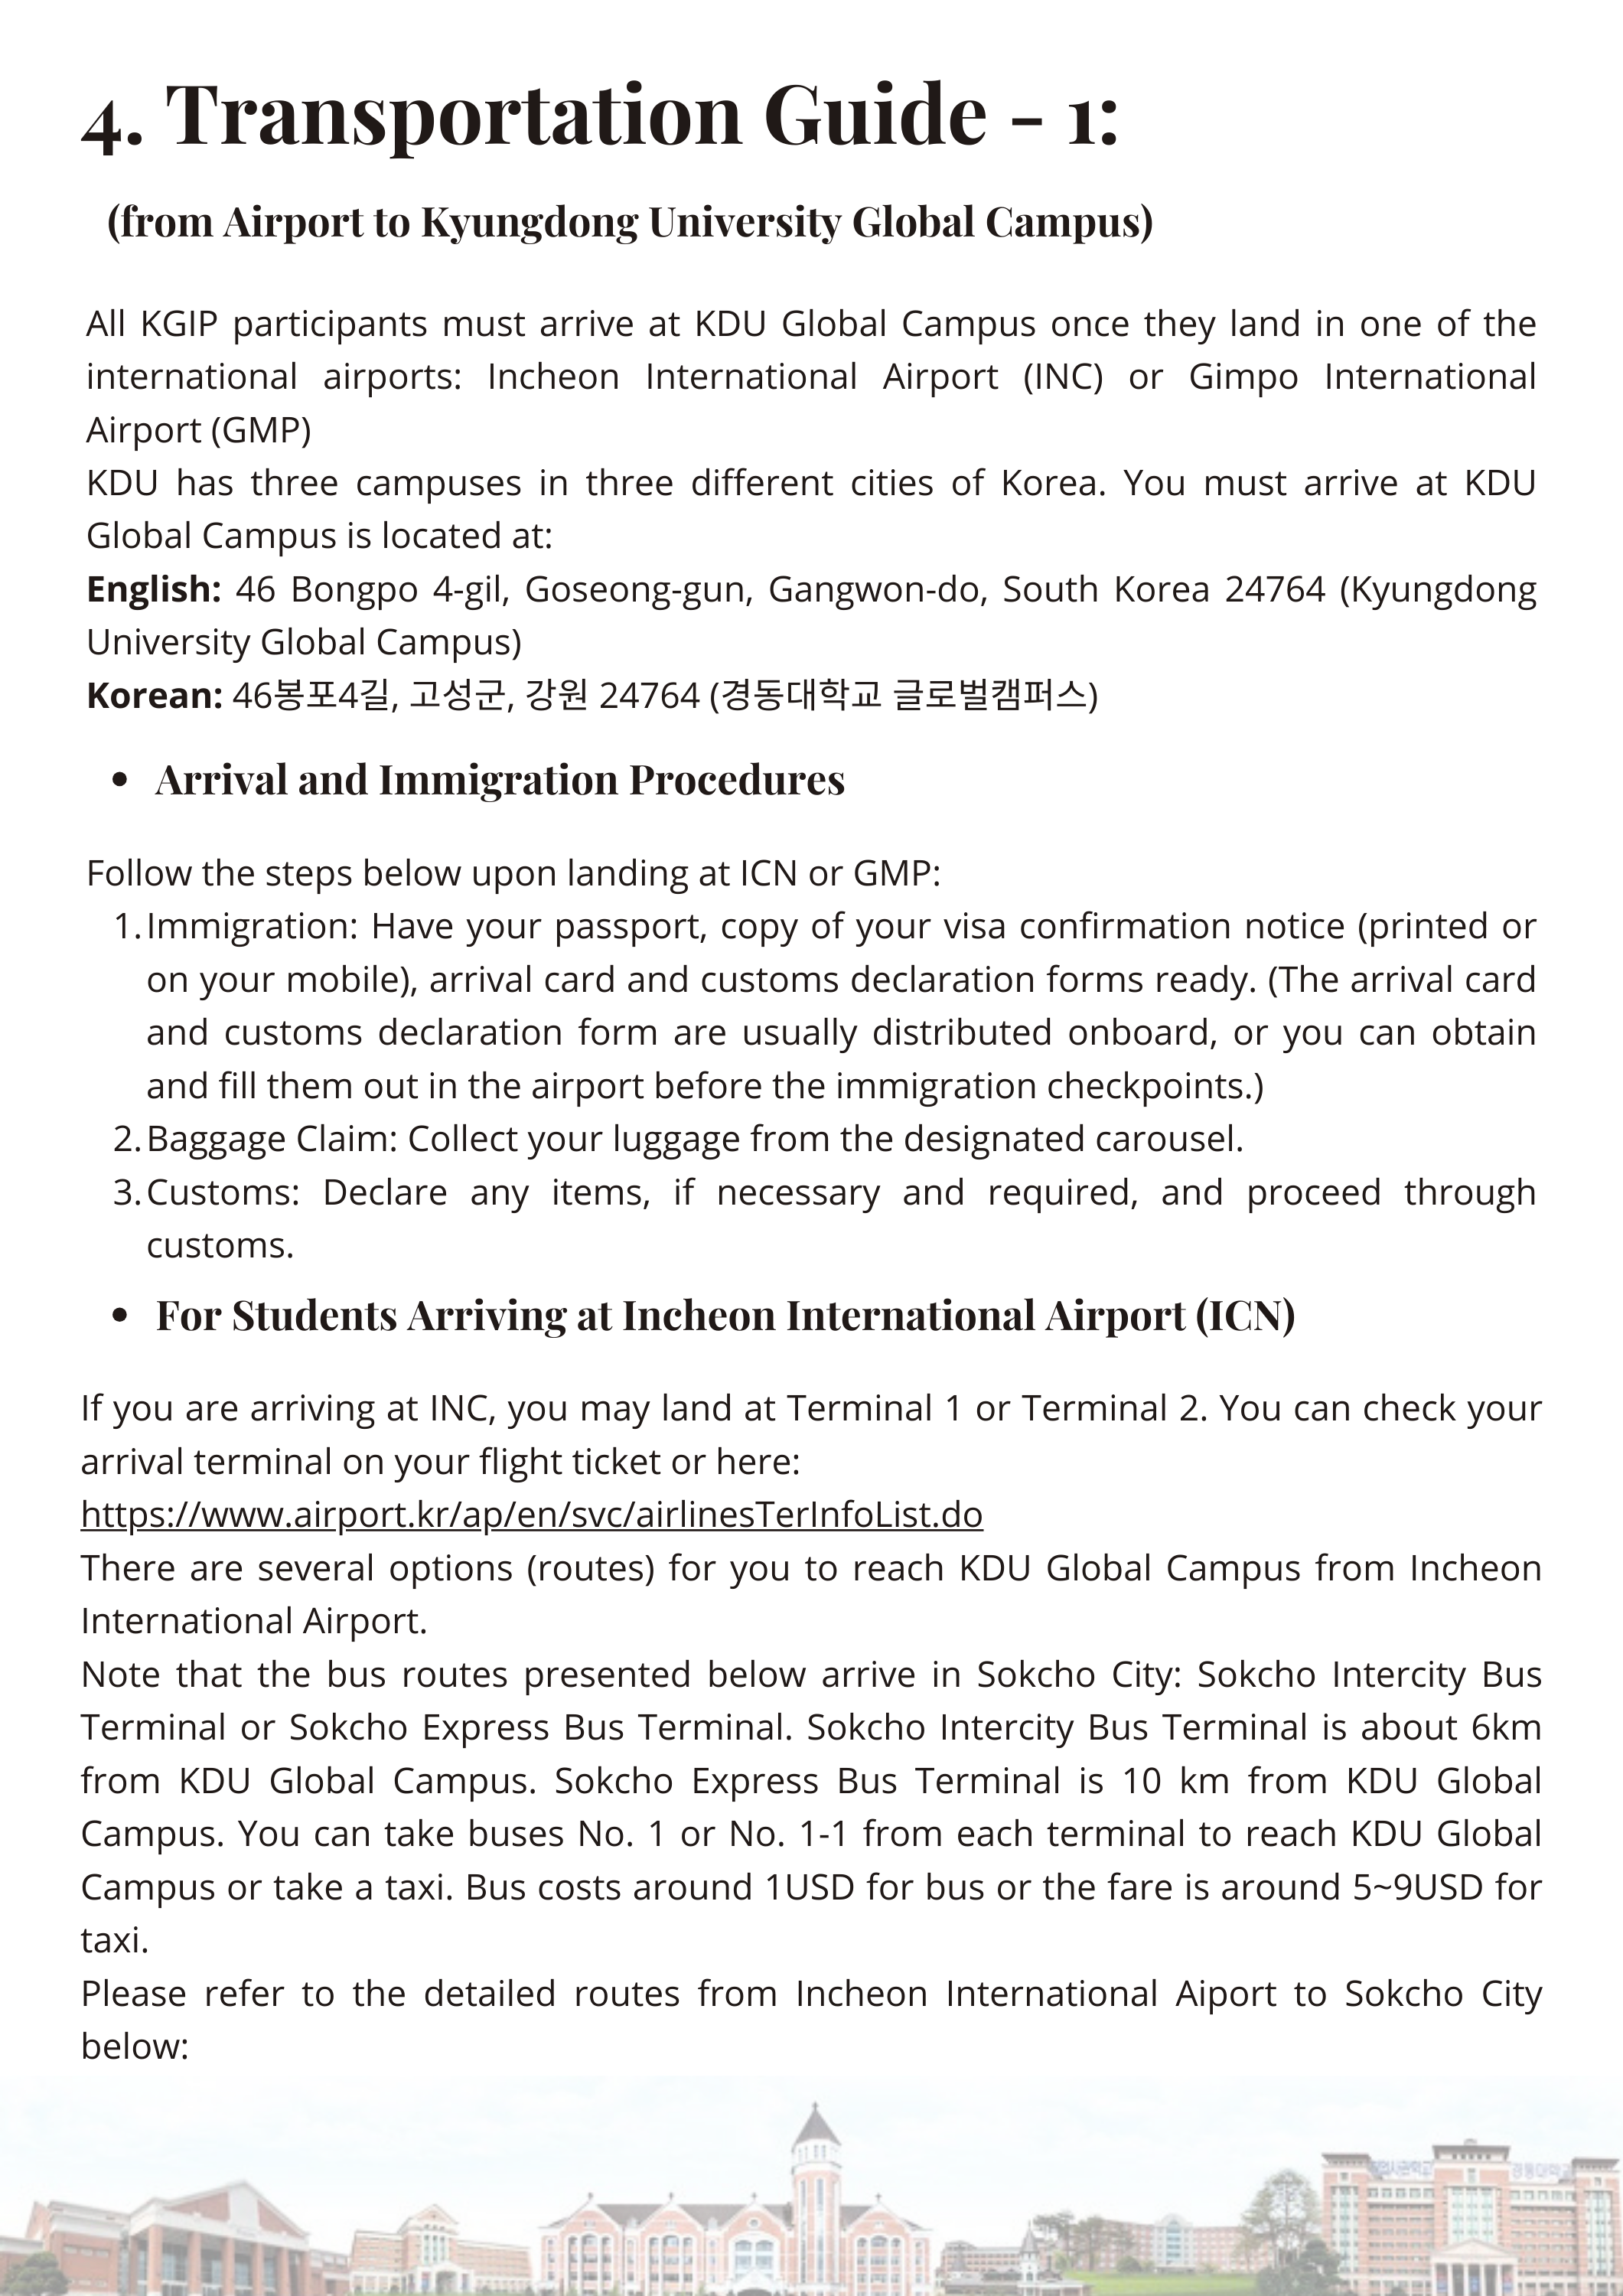 4. Transportation Guide - 1:
(from Airport to Kyungdong University Global Campus)
All KGIP participants must arrive at KDU Global Campus once they land in one of the
international airports: Incheon International Airport (INC) or Gimpo International
Airport (GMP)
KDU has three campuses in three different cities of Korea. You must arrive at KDU
Global Campus is located at:
English: 46 Bongpo 4-gil, Goseong-gun, Gangwon-do, South Korea 24764 (Kyungdong
University Global Campus)
Korean: 46봉포4길, 고성군, 강원 24764 (경동대학교 글로벌캠퍼스)
• Arrival and Immigration Procedures
Follow the steps below upon landing at ICN or GMP:
1. Immigration: Have your passport, copy of your visa confirmation notice (printed or
on your mobile), arrival card and customs declaration forms ready. (The arrival card
and customs declaration form are usually distributed onboard, or you can obtain
and fill them out in the airport before the immigration checkpoints.)
2. Baggage Claim: Collect your luggage from the designated carousel.
3. Customs: Declare any items, if necessary and required, and proceed through
customs.
• For Students Arriving at Incheon International Airport (ICN)
If you are arriving at INC, you may land at Terminal 1 or Terminal 2. You can check your
arrival terminal on your flight ticket or here:
https://www.airport.kr/ap/en/svc/airlinesTerInfoList.do
There are several options (routes) for you to reach KDU Global Campus from Incheon
International Airport.
Note that the bus routes presented below arrive in Sokcho City: Sokcho Intercity Bus
Terminal or Sokcho Express Bus Terminal. Sokcho Intercity Bus Terminal is about 6km
from KDU Global Campus. Sokcho Express Bus Terminal is 10 km from KDU Global
Campus. You can take buses No. 1 or No. 1-1 from each terminal to reach KDU Global
Campus or take a taxi. Bus costs around 1USD for bus or the fare is around 5~9USD for
taxi.
Please refer to the detailed routes from Incheon International Aiport to Sokcho City
below:
경동대학교